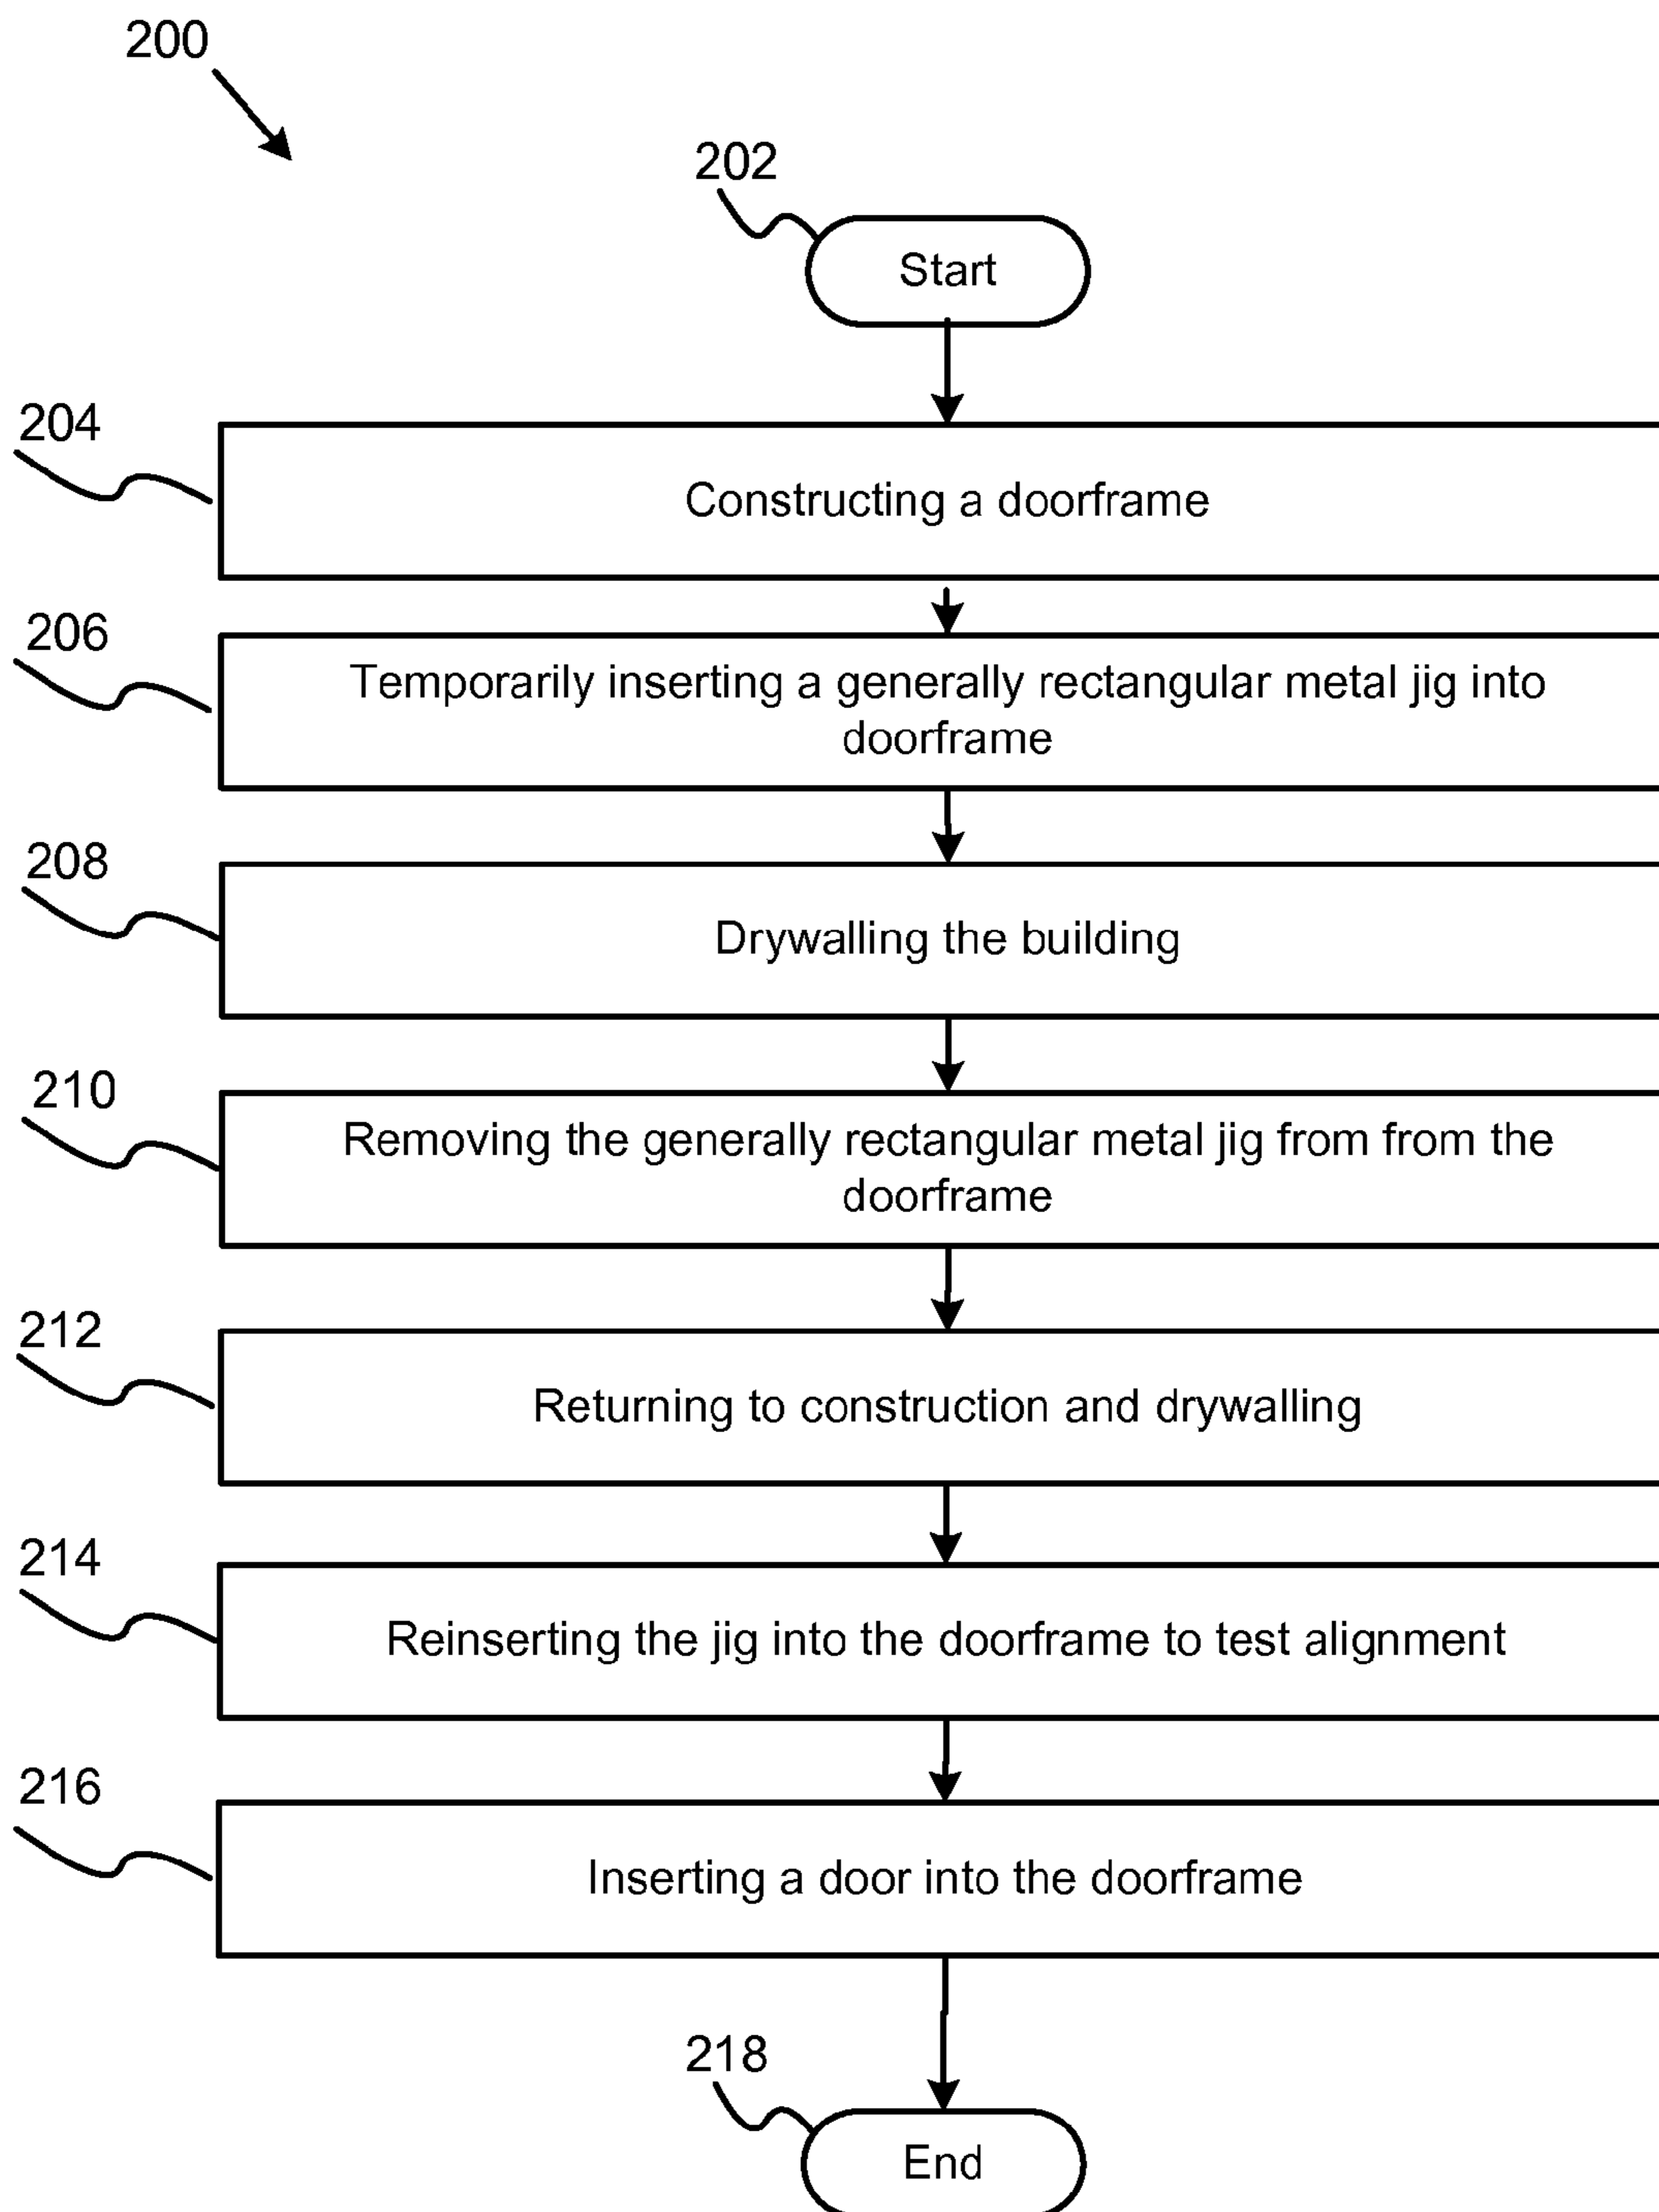 200
202
Start
204
Constructing a doorframe
206
Temporarily inserting a generally rectangular metal jig into
doorframe
208
Drywalling the building
210
Removing the generally rectangular metal jig from from the
doorframe
212
Returning to construction and drywalling
214
Reinserting the jig into the doorframe to test alignment
216
Inserting a door into the doorframe
218
End